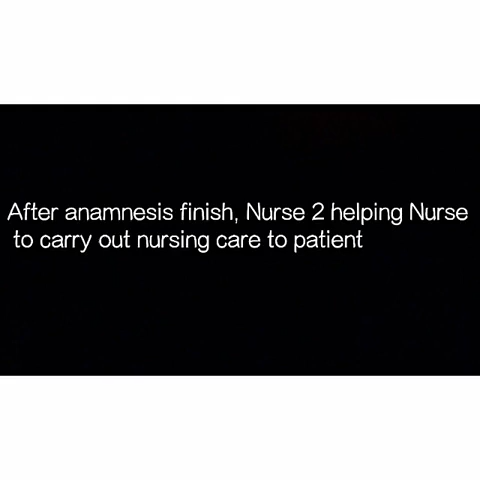 After anamnesis finish, Nurse 2 helping Nurse
to carry out nursing care to patient